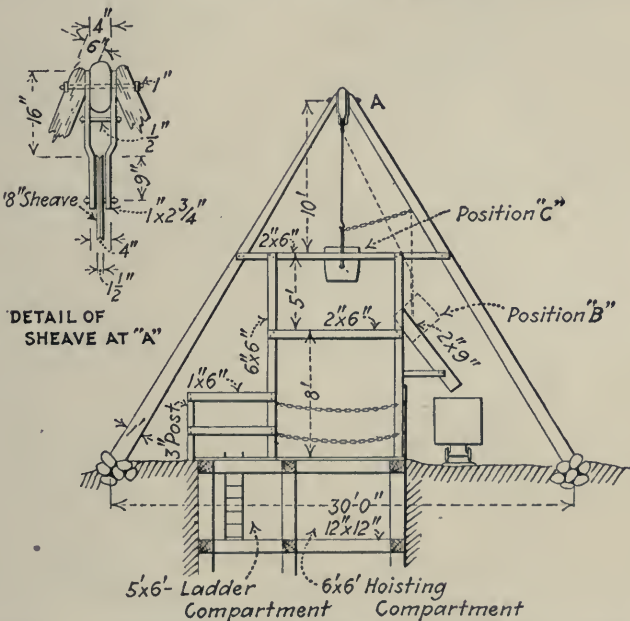 4"
6"
1"
16"
1/2"
9"
"8" Sheave
1"x2 3/4"
4"
1 1/2"
DETAIL OF
SHEAVE AT "A"
A
10'
Position "C"
2"x6"
5'
6"x6"
2"x6"
Position "B"
2"x9"
1"x6"
8'
3" Post
30'0"
12"x12"
5'x6'- Ladder
Compartment
6'x6' Hoisting
Compartment